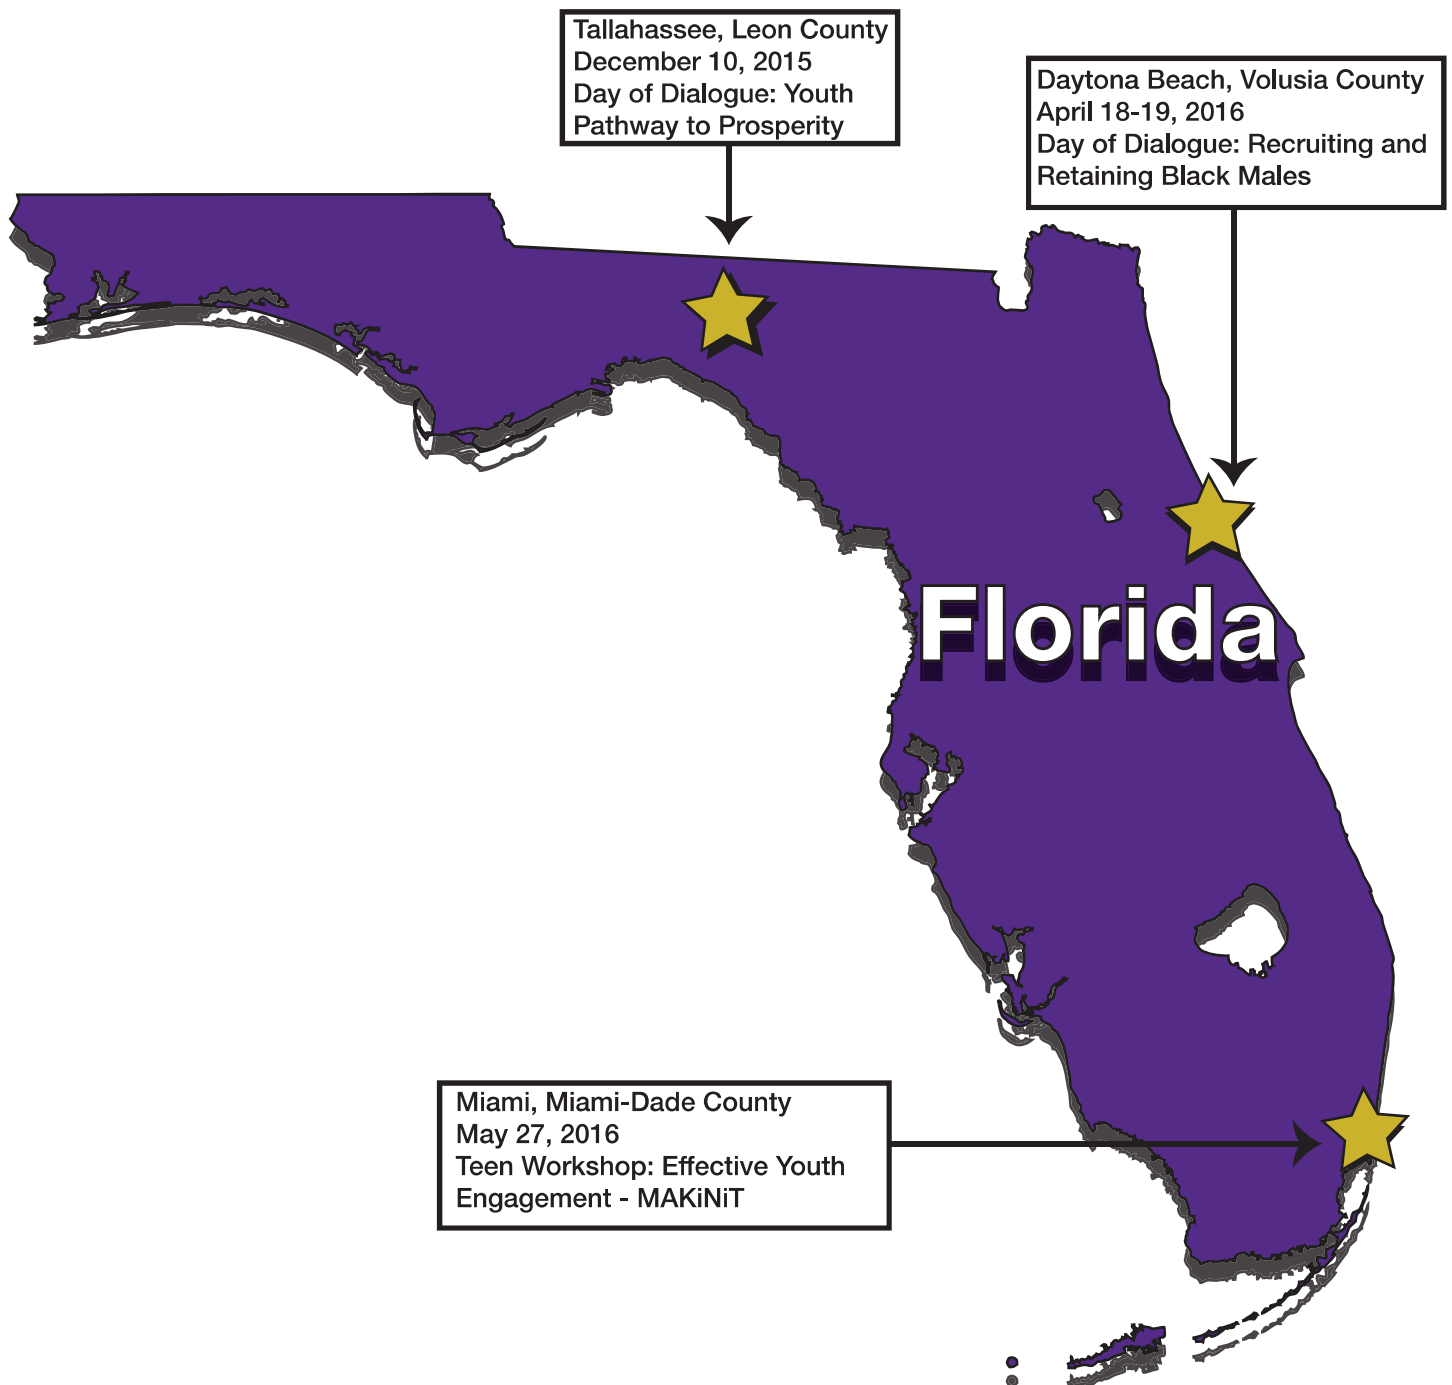 Tallahassee, Leon County
December 10, 2015
Day of Dialogue: Youth
Pathway to Prosperity
Daytona Beach, Volusia County
April 18-19, 2016
Day of Dialogue: Recruiting and
Retaining Black Males
Florida
Miami, Miami-Dade County
May 27, 2016
Teen Workshop: Effective Youth
Engagement - MAKiNiT